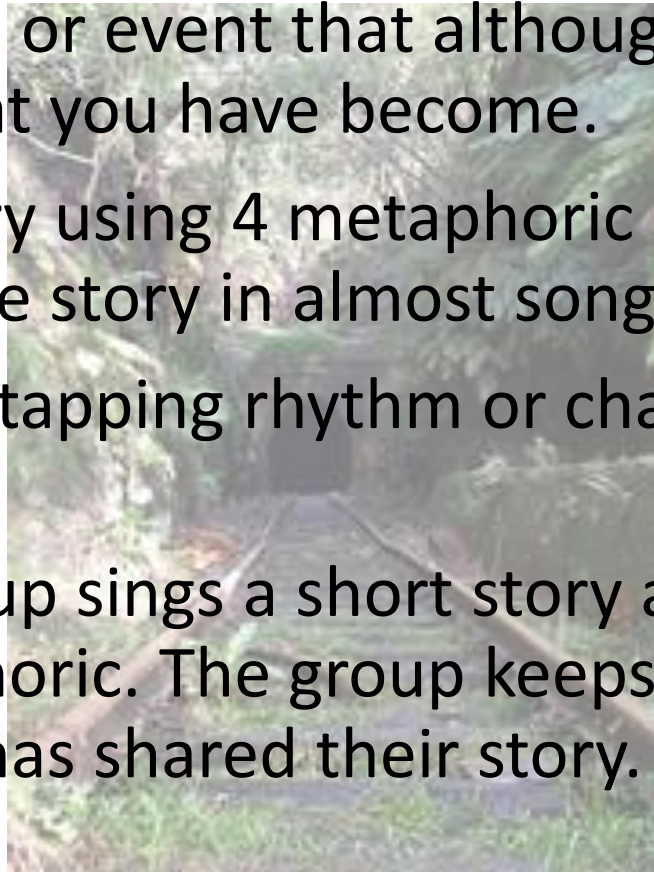 or event that althoug
t you have become.
y using 4 metaphoric
e story in almost song
tapping rhythm or cha
up sings a short story a
oric. The group keeps
has shared their story.